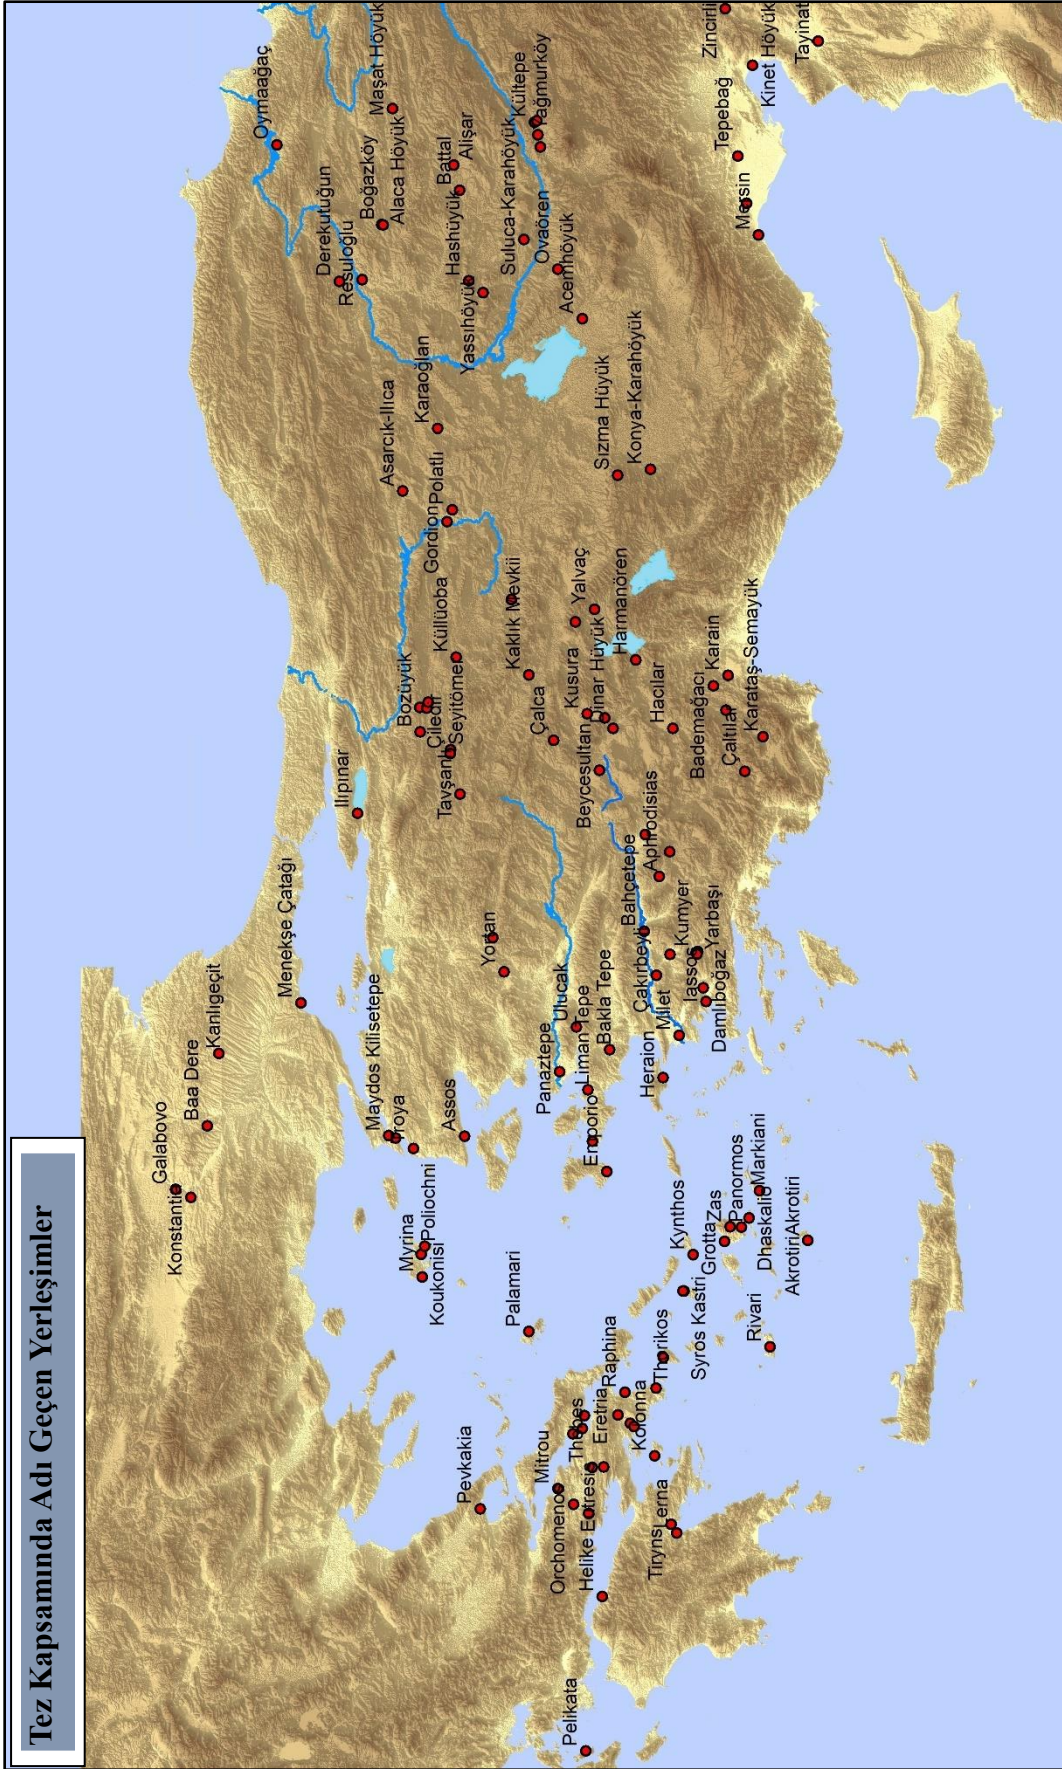 Tez Kapsamında Adı Geçen Yerleşimler
Galabovo
Konstantia
Baa Dere
Kanlıgeçit
Menekşe Çatağı
Oymaağaç
Derekutuğun
Resuloğlu
Boğazköy
Alaca Höyük
Maşat Höyük
Ilıpınar
Asarcık-Ilıca
Karaoğlan
Hashüyük
Battal
Alişar
Yassıhöyük
Maydos Kilisetepe
Troya
Assos
Bozüyük
Çiledir
Seyitömer
Tavşanlı
Küllüoba
Gordion
Polatlı
Suluca-Karahöyük
Kültepe
Yağmurköy
Ovaören
Acemhöyük
Myrina
Poliochni
Koukonisi
Yortan
Kaklık Mevkii
Çalca
Pevkakia
Palamari
Panaztepe
Ulucak
Liman Tepe
Bakla Tepe
Emporio
Beycesultan
Kusura
Dinar Hüyük
Yalvaç
Harmanören
Sızma Hüyük
Konya-Karahöyük
Pelikata
Orchomenos
Mitrou
Helike
Eutresis
Thebes
Eretria
Raphina
Kolonna
Thorikos
Tiryns
Lerna
Heraion
Milet
Çakırbeyli
Bahçetepe
Aphrodisias
Kumyer
Iassos
Yarbaşı
Damlıboğaz
Hacılar
Bademağacı
Karain
Çaltılar
Karataş-Semayük
Syros Kastri
Kynthos
Grotta
Zas
Panormos
Markiani
Dhaskalio
Akrotiri
Akrotiri
Rivari
Mersin
Tepebağ
Zincirli
Kinet Höyük
Tayinat